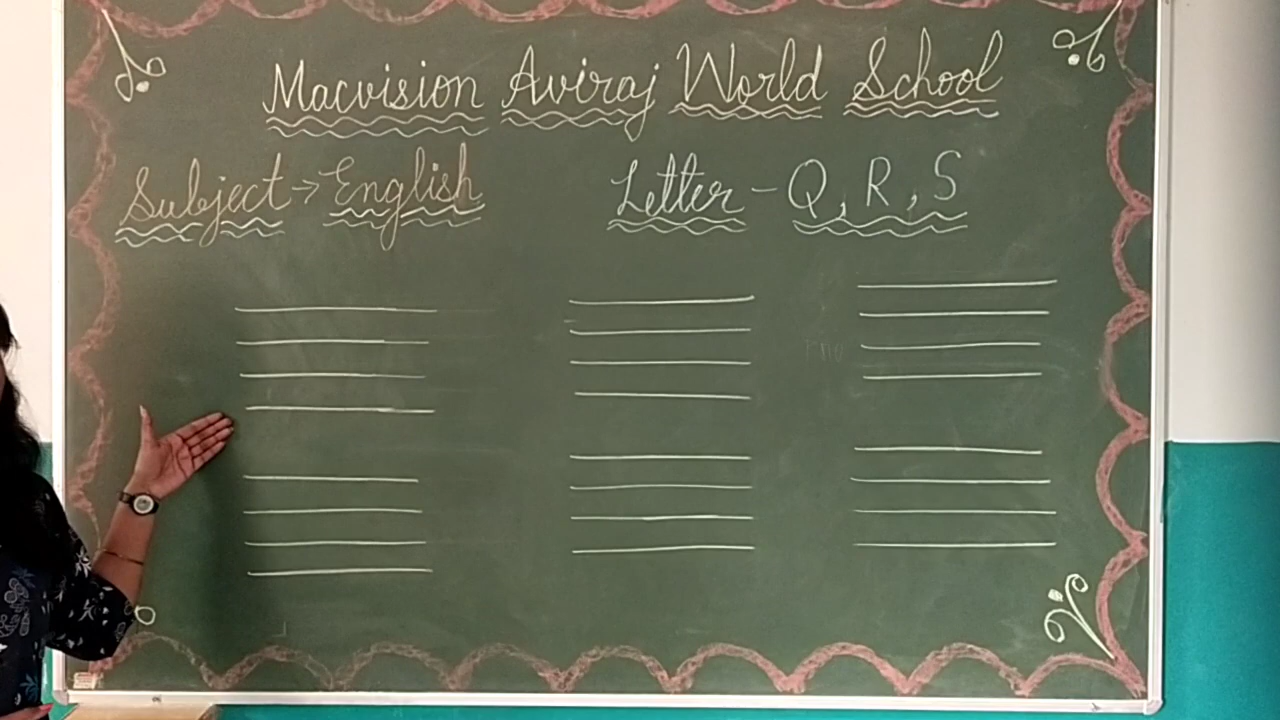 Macvision Aviraj World School
Subject → English
Letter - Q, R, S